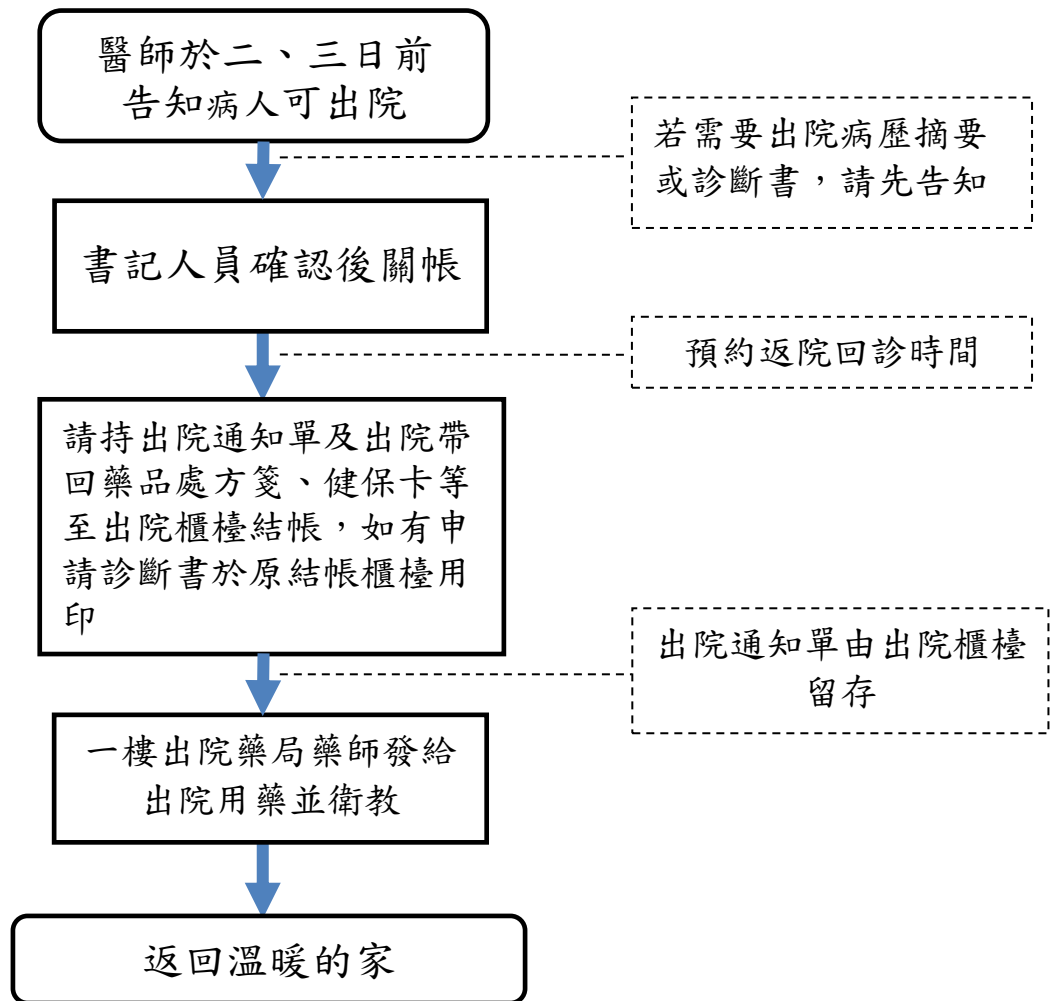 醫師於二、三日前
告知病人可出院
若需要出院病歷摘要
或診斷書，請先告知
書記人員確認後關帳
預約返院回診時間
請持出院通知單及出院帶
回藥品處方箋、健保卡等
至出院櫃檯結帳，如有申
請診斷書於原結帳櫃檯用
印
出院通知單由出院櫃檯
留存
一樓出院藥局藥師發給
出院用藥並衛教
返回溫暖的家